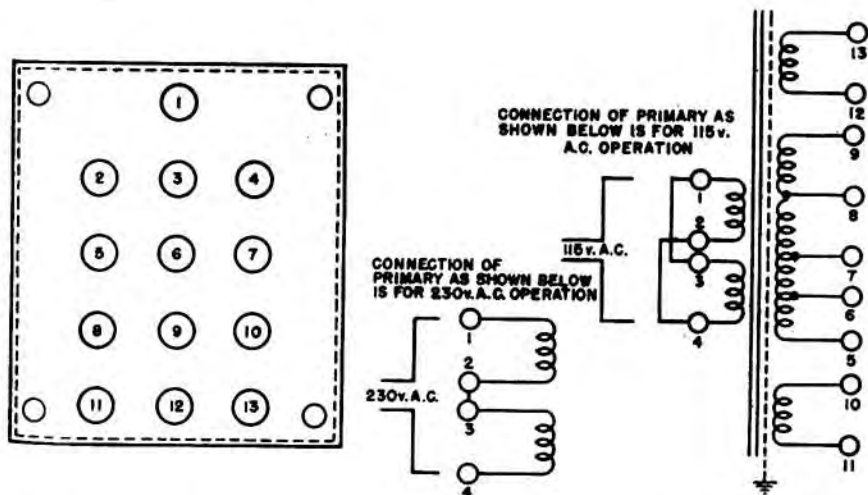 1
2 3 4
5 6 7
8 9 10
11 12 13
CONNECTION OF
PRIMARY AS SHOWN BELOW
IS FOR 230v. A.C. OPERATION
230v. A.C.
1
2
3
4
CONNECTION OF PRIMARY AS
SHOWN BELOW IS FOR 115v.
A.C. OPERATION
115v. A.C.
1
2
3
4
13
12
9
8
7
6
5
10
11